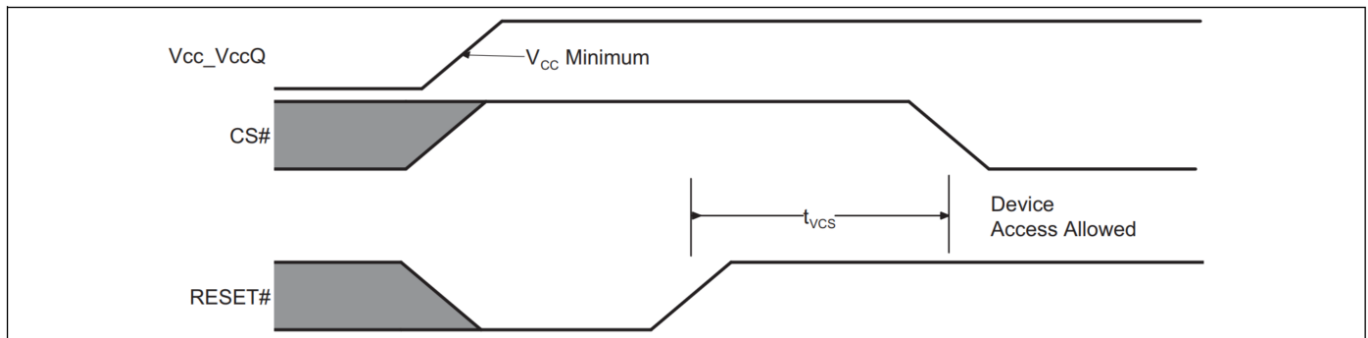 Vcc_VccQ
VCC Minimum
CS#
tVCS
Device
Access Allowed
RESET#